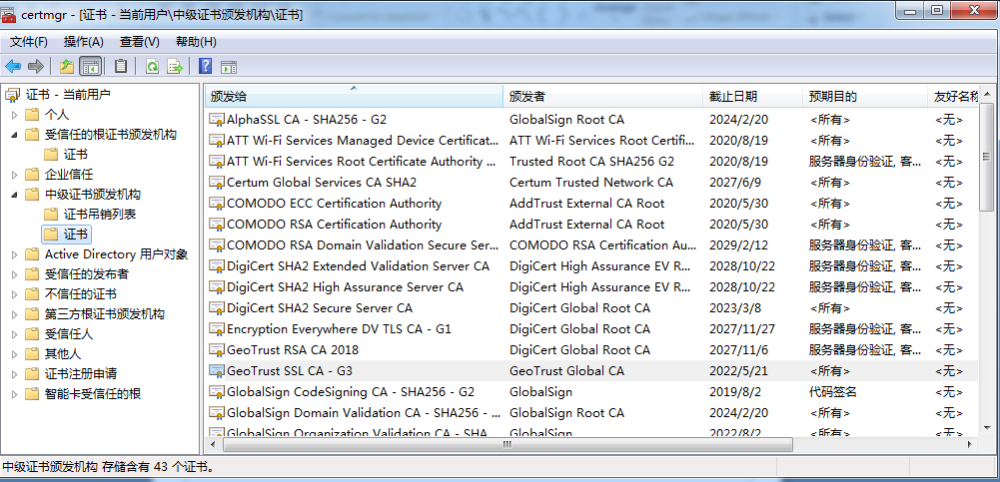 certmgr - [证书 - 当前用户\中级证书颁发机构\证书]
文件(F) 操作(A) 查看(V) 帮助(H)
证书 - 当前用户
个人
受信任的根证书颁发机构
证书
企业信任
中级证书颁发机构
证书吊销列表
证书
Active Directory 用户对象
受信任的发布者
不信任的证书
第三方根证书颁发机构
受信任人
其他人
证书注册申请
智能卡受信任的根
颁发给 颁发者 截止日期 预期目的 友好名称
AlphaSSL CA - SHA256 - G2 GlobalSign Root CA 2024/2/20 <所有> <无>
ATT Wi-Fi Services Managed Device Certificat... ATT Wi-Fi Services Root Certifi... 2020/8/19 <所有> <无>
ATT Wi-Fi Services Root Certificate Authority ... Trusted Root CA SHA256 G2 2020/8/19 服务器身份验证, 客... <无>
Certum Global Services CA SHA2 Certum Trusted Network CA 2027/6/9 <所有> <无>
COMODO ECC Certification Authority AddTrust External CA Root 2020/5/30 <所有> <无>
COMODO RSA Certification Authority AddTrust External CA Root 2020/5/30 <所有> <无>
COMODO RSA Domain Validation Secure Ser... COMODO RSA Certification Au... 2029/2/12 服务器身份验证, 客... <无>
DigiCert SHA2 Extended Validation Server CA DigiCert High Assurance EV R... 2028/10/22 服务器身份验证, 客... <无>
DigiCert SHA2 High Assurance Server CA DigiCert High Assurance EV R... 2028/10/22 服务器身份验证, 客... <无>
DigiCert SHA2 Secure Server CA DigiCert Global Root CA 2023/3/8 <所有> <无>
Encryption Everywhere DV TLS CA - G1 DigiCert Global Root CA 2027/11/27 服务器身份验证, 客... <无>
GeoTrust RSA CA 2018 DigiCert Global Root CA 2027/11/6 服务器身份验证, 客... <无>
GeoTrust SSL CA - G3 GeoTrust Global CA 2022/5/21 <所有> <无>
GlobalSign CodeSigning CA - SHA256 - G2 GlobalSign 2019/8/2 代码签名 <无>
GlobalSign Domain Validation CA - SHA256 - ... GlobalSign Root CA 2024/2/20 <所有> <无>
GlobalSign Organization Validation CA - SHA... GlobalSign 2022/8/2 <所有> <无>
中级证书颁发机构 存储含有 43 个证书。